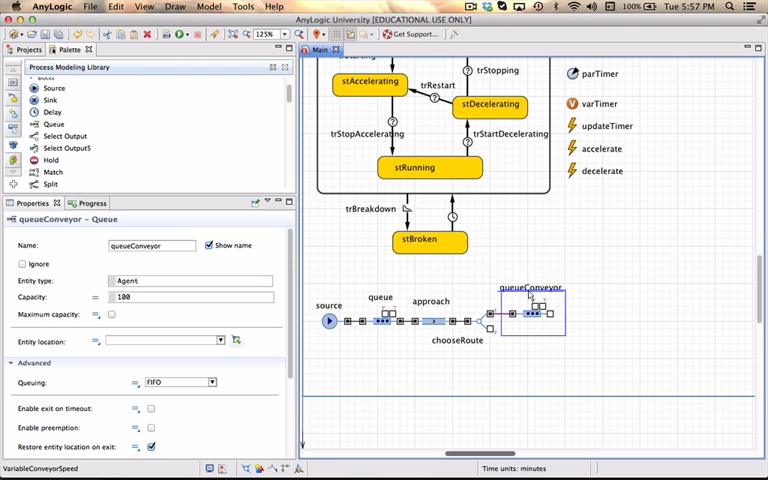 AnyLogic File Edit View Draw Model Tools Help 100% Tue 5:57 PM
AnyLogic University [EDUCATIONAL USE ONLY]
125% Get Support...
Projects Palette Main
Process Modeling Library
Blocks
Source
Sink
Delay
Queue
Select Output
Select Output5
Hold
Match
Split
Properties Progress
queueConveyor - Queue
Name: queueConveyor Show name
Ignore
Entity type: Agent
Capacity: 100
Maximum capacity:
Entity location:
Advanced
Queuing: FIFO
Enable exit on timeout:
Enable preemption:
Restore entity location on exit:
trStopping
stAccelerating
trRestart
stDecelerating
trStopAccelerating
trStartDecelerating
stRunning
trBreakdown
stBroken
parTimer
varTimer
updateTimer
accelerate
decelerate
source
queue
approach
queueConveyor
chooseRoute
VariableConveyorSpeed
Time units: minutes